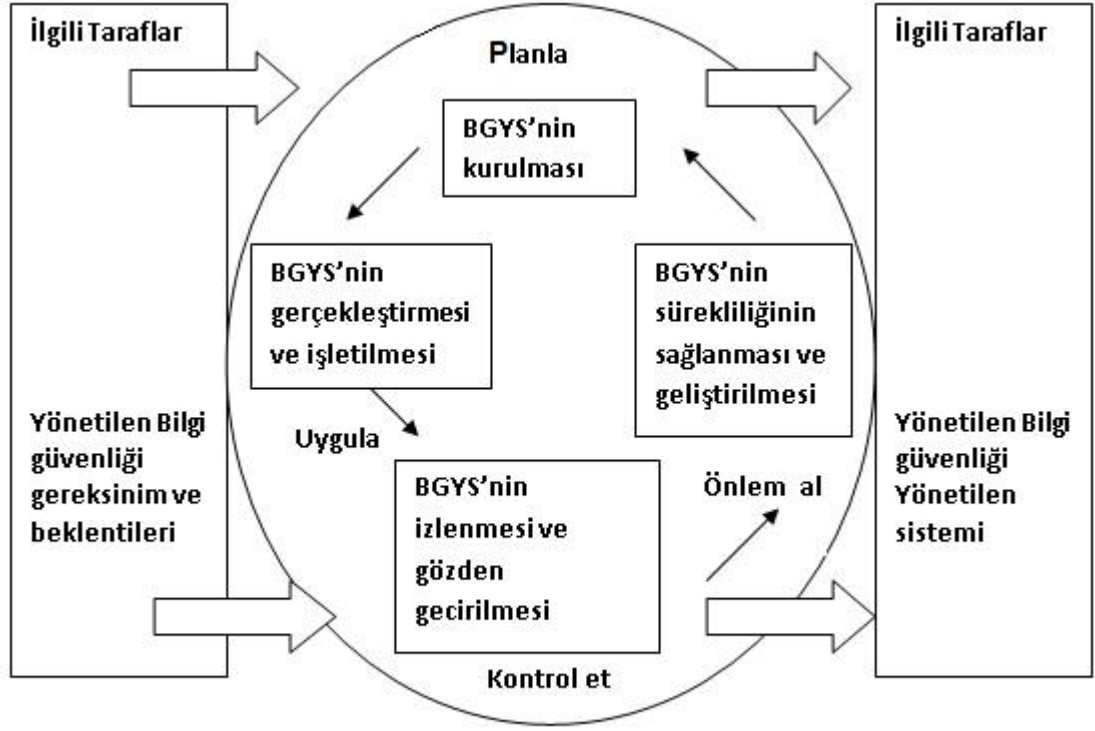 İlgili Taraflar
Yönetilen Bilgi
güvenliği
gereksinim ve
beklentileri
Planla
BGYS’nin
kurulması
BGYS’nin
gerçekleştirmesi
ve işletilmesi
Uygula
BGYS’nin
izlenmesi ve
gözden
gecirilmesi
Kontrol et
BGYS’nin
sürekliliğinin
sağlanması ve
geliştirilmesi
Önlem al
İlgili Taraflar
Yönetilen Bilgi
güvenliği
Yönetilen
sistemi